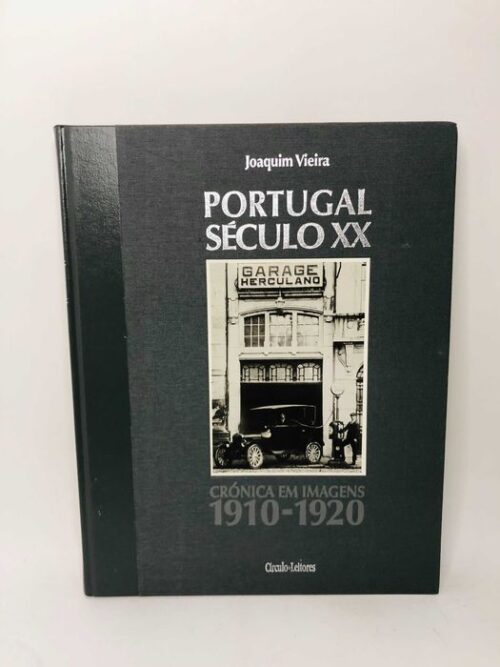 Joaquim Vieira
PORTUGAL
SÉCULO XX
GARAGE
HERCULANO
CRÓNICA EM IMAGENS
1910-1920
Círculo-Leitores